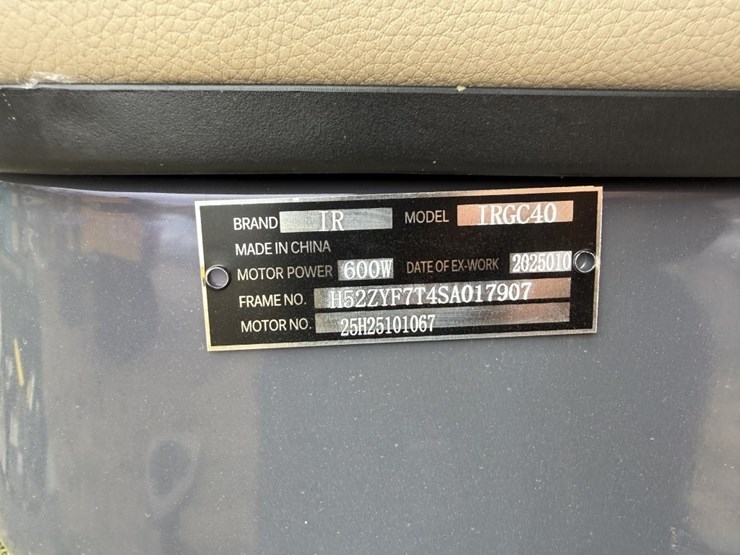 BRAND IR MODEL IRGC40
MADE IN CHINA
MOTOR POWER 600W DATE OF EX-WORK 2025010
FRAME NO. H52ZYF7T4SA017907
MOTOR NO. 25H25101067